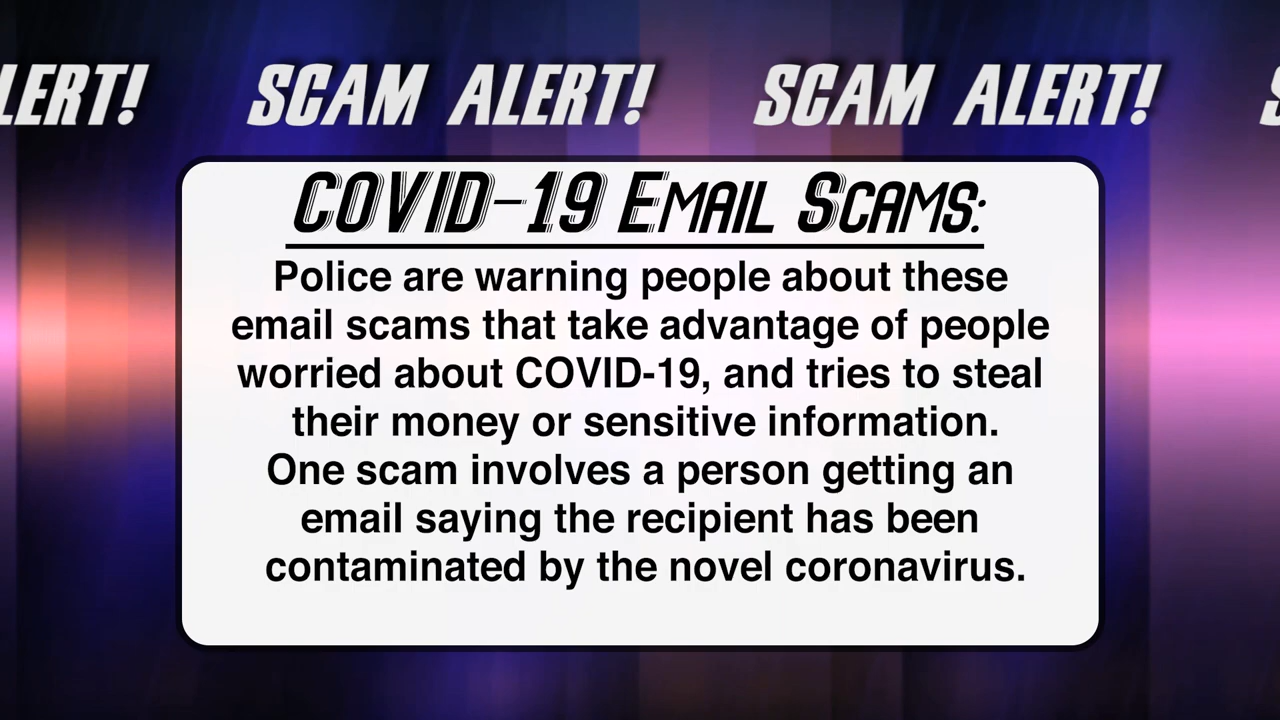 LERT! SCAM ALERT! SCAM ALERT! S
COVID-19 EMAIL SCAMS:
Police are warning people about these
email scams that take advantage of people
worried about COVID-19, and tries to steal
their money or sensitive information.
One scam involves a person getting an
email saying the recipient has been
contaminated by the novel coronavirus.